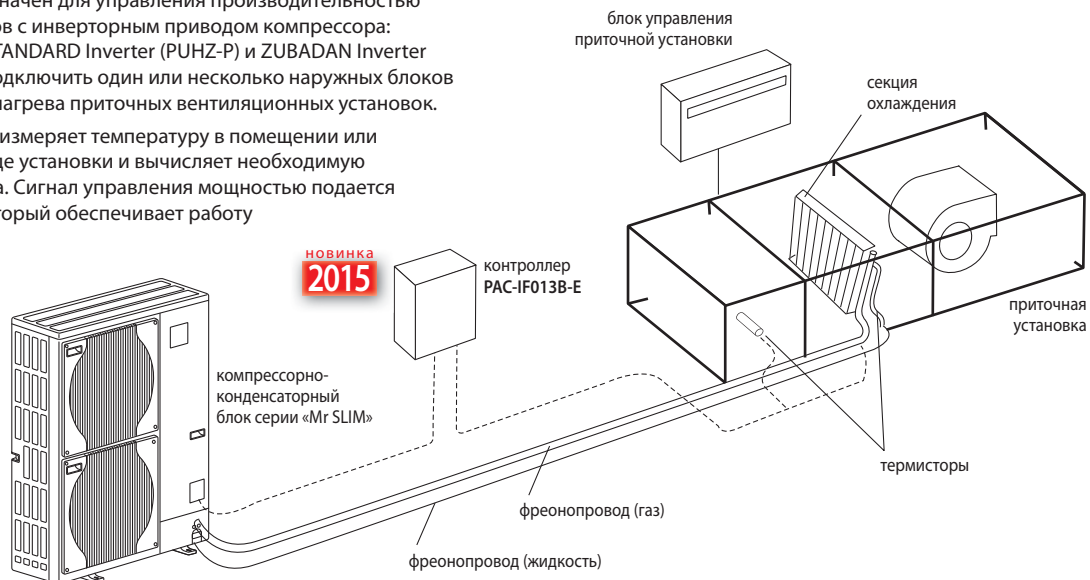 начен для управления производительностью
ов с инверторным приводом компрессора:
TANDARD Inverter (PUHZ-P) и ZUBADAN Inverter
одключить один или несколько наружных блоков
нагрева приточных вентиляционных установок.
измеряет температуру в помещении или
де установки и вычисляет необходимую
а. Сигнал управления мощностью подается
торый обеспечивает работу
блок управления
приточной установки
секция
охлаждения
новинка
2015
контроллер
PAC-IF013B-E
приточная
установка
компрессорно-
конденсаторный
блок серии «Mr SLIM»
термисторы
фреонопровод (газ)
фреонопровод (жидкость)